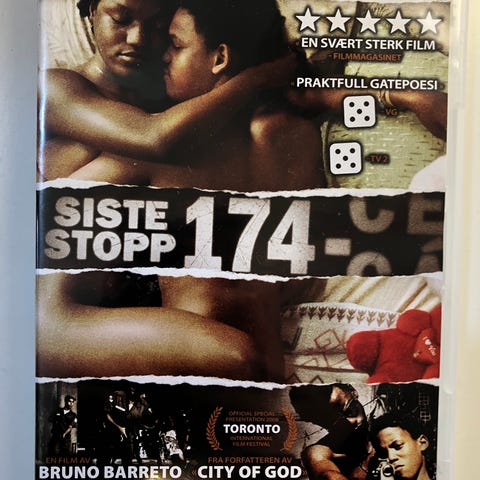 EN SVÆRT STERK FILM
- FILMMAGASINET
PRAKTFULL GATEPOESI
- VG
- TV 2
SISTE
STOPP 174 -
OFFICIAL SPECIAL
PRESENTATION 2008
TORONTO
INTERNATIONAL
FILM FESTIVAL
EN FILM AV
BRUNO BARRETO
FRA FORFATTEREN AV
«CITY OF GOD»